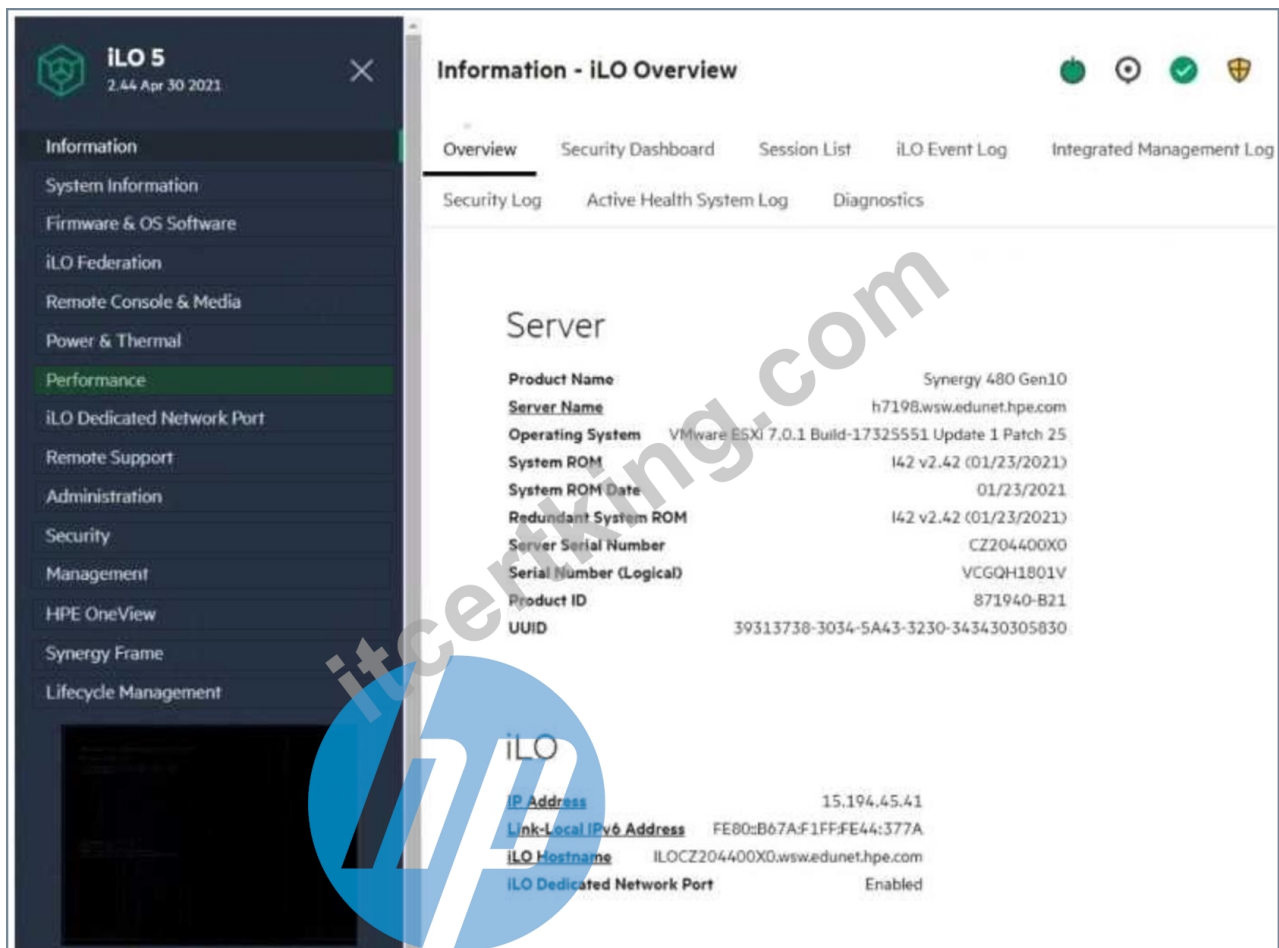 iLO 5
2.44 Apr 30 2021
Information
System Information
Firmware & OS Software
iLO Federation
Remote Console & Media
Power & Thermal
Performance
iLO Dedicated Network Port
Remote Support
Administration
Security
Management
HPE OneView
Synergy Frame
Lifecycle Management
Information - iLO Overview
Overview Security Dashboard Session List iLO Event Log Integrated Management Log
Security Log Active Health System Log Diagnostics
Server
Product Name Synergy 480 Gen10
Server Name h7198.wsw.edunet.hpe.com
Operating System VMware ESXi 7.0.1 Build-17325551 Update 1 Patch 25
System ROM I42 v2.42 (01/23/2021)
System ROM Date 01/23/2021
Redundant System ROM I42 v2.42 (01/23/2021)
Server Serial Number CZ204400X0
Serial Number (Logical) VCGQH1801V
Product ID 871940-B21
UUID 39313738-3034-5A43-3230-343430305830
iLO
IP Address 15.194.45.41
Link-Local IPv6 Address FE80::B67A:F1FF:FE44:377A
iLO Hostname ILOCZ204400X0.wsw.edunet.hpe.com
iLO Dedicated Network Port Enabled
itcertking.com
hp